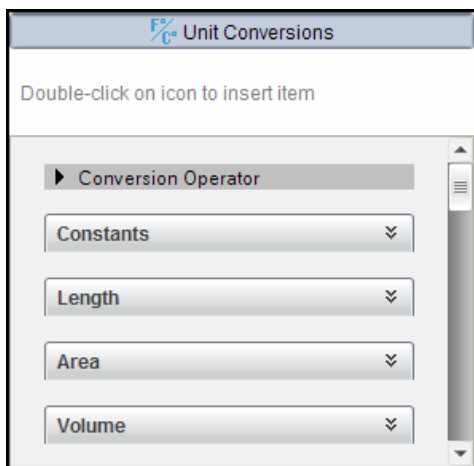 F°/C° Unit Conversions
Double-click on icon to insert item
Conversion Operator
Constants
Length
Area
Volume